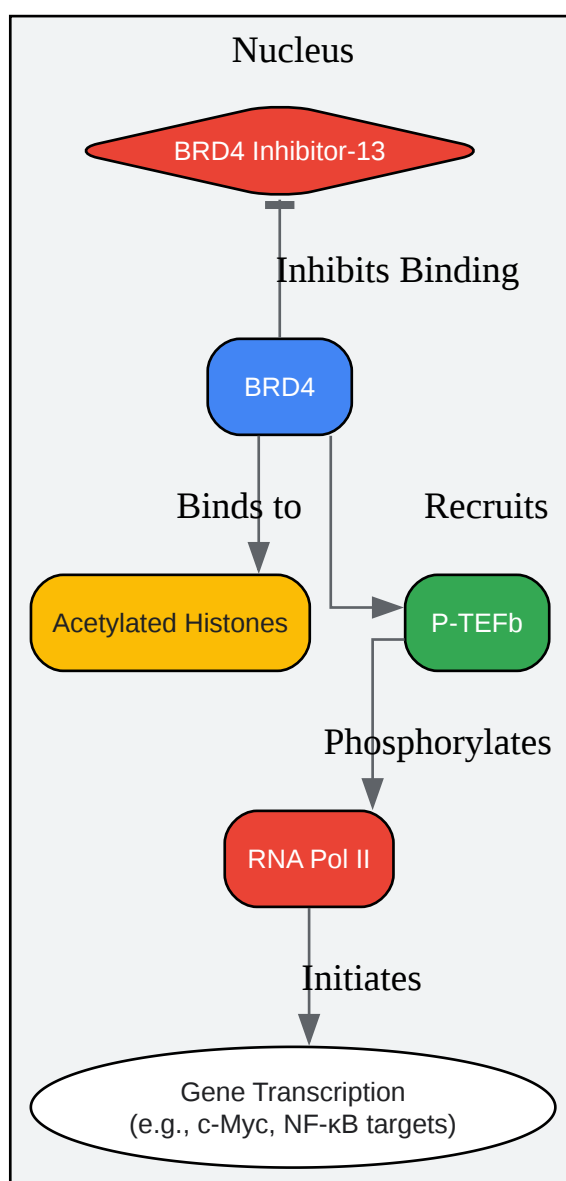 Nucleus
BRD4 Inhibitor-13
Inhibits Binding
BRD4
Binds to
Recruits
Acetylated Histones
P-TEFb
Phosphorylates
RNA Pol II
Initiates
Gene Transcription
(e.g., c-Myc, NF-κB targets)